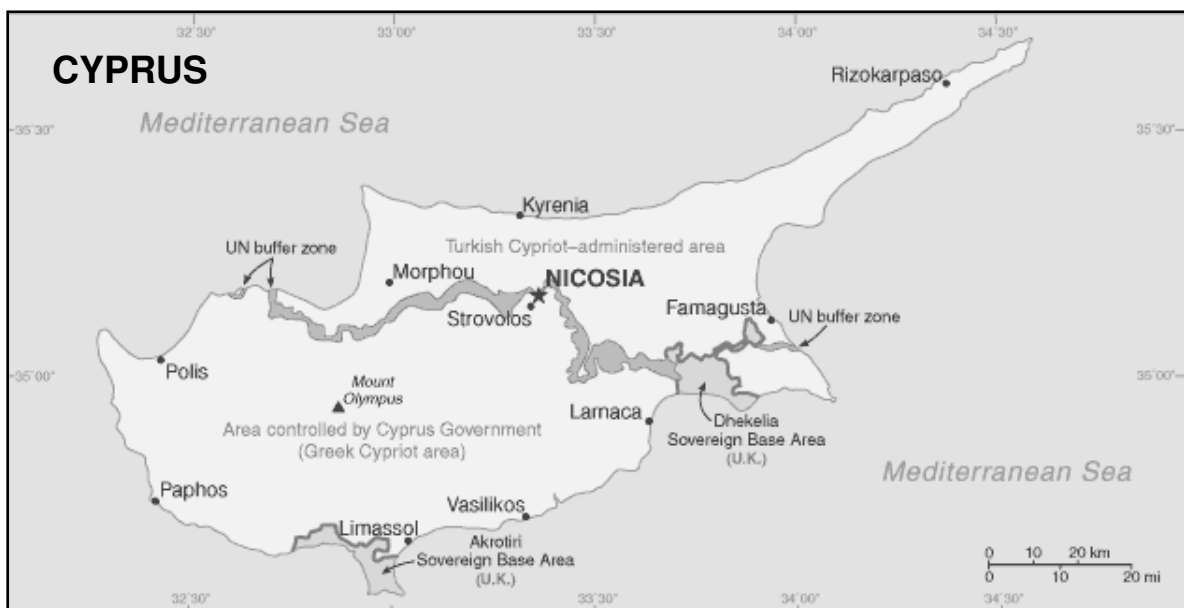 32°30"
33°00"
33°30"
34°00"
34°30"
CYPRUS
Rizokarpaso
Mediterranean Sea
35°30"
35°30"
Kyrenia
Turkish Cypriot–administered area
UN buffer zone
Morphou
NICOSIA
Strovolos
Famagusta
UN buffer zone
Polis
35°00"
35°00"
Mount
Olympus
Larnaca
Dhekelia
Sovereign Base Area
(U.K.)
Area controlled by Cyprus Government
(Greek Cypriot area)
Mediterranean Sea
Paphos
Vasilikos
Limassol
Akrotiri
Sovereign Base Area
(U.K.)
0 10 20 km
0 10 20 mi
32°30"
33°00"
33°30"
34°00"
34°30"